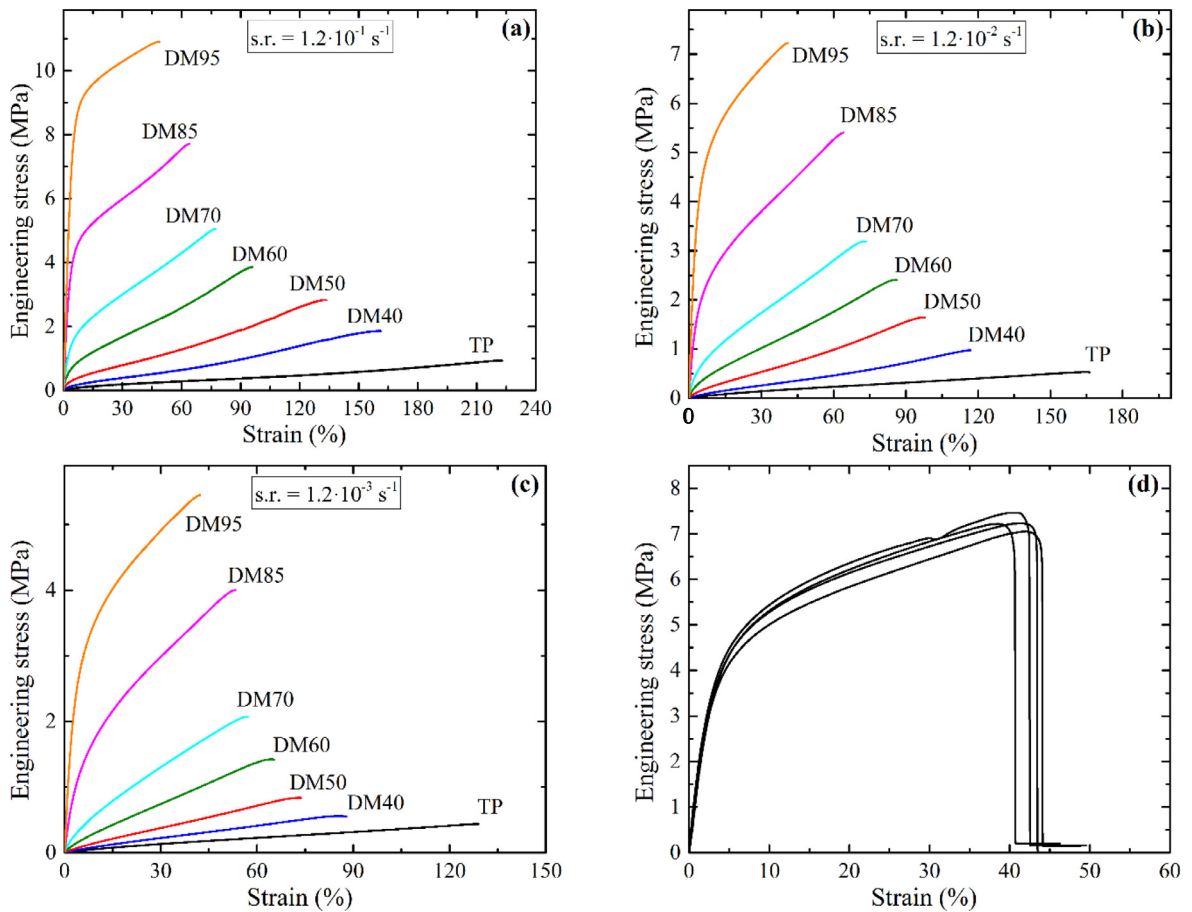 (a)
s.r. = 1.2·10⁻¹ s⁻¹
Engineering stress (MPa)
10
8
6
4
2
0
DM95
DM85
DM70
DM60
DM50
DM40
TP
0 30 60 90 120 150 180 210 240
Strain (%)
(b)
s.r. = 1.2·10⁻² s⁻¹
Engineering stress (MPa)
7
6
5
4
3
2
1
0
DM95
DM85
DM70
DM60
DM50
DM40
TP
0 30 60 90 120 150 180
Strain (%)
(c)
s.r. = 1.2·10⁻³ s⁻¹
Engineering stress (MPa)
4
2
0
DM95
DM85
DM70
DM60
DM50
DM40
TP
0 30 60 90 120 150
Strain (%)
(d)
Engineering stress (MPa)
8
7
6
5
4
3
2
1
0
0 10 20 30 40 50 60
Strain (%)